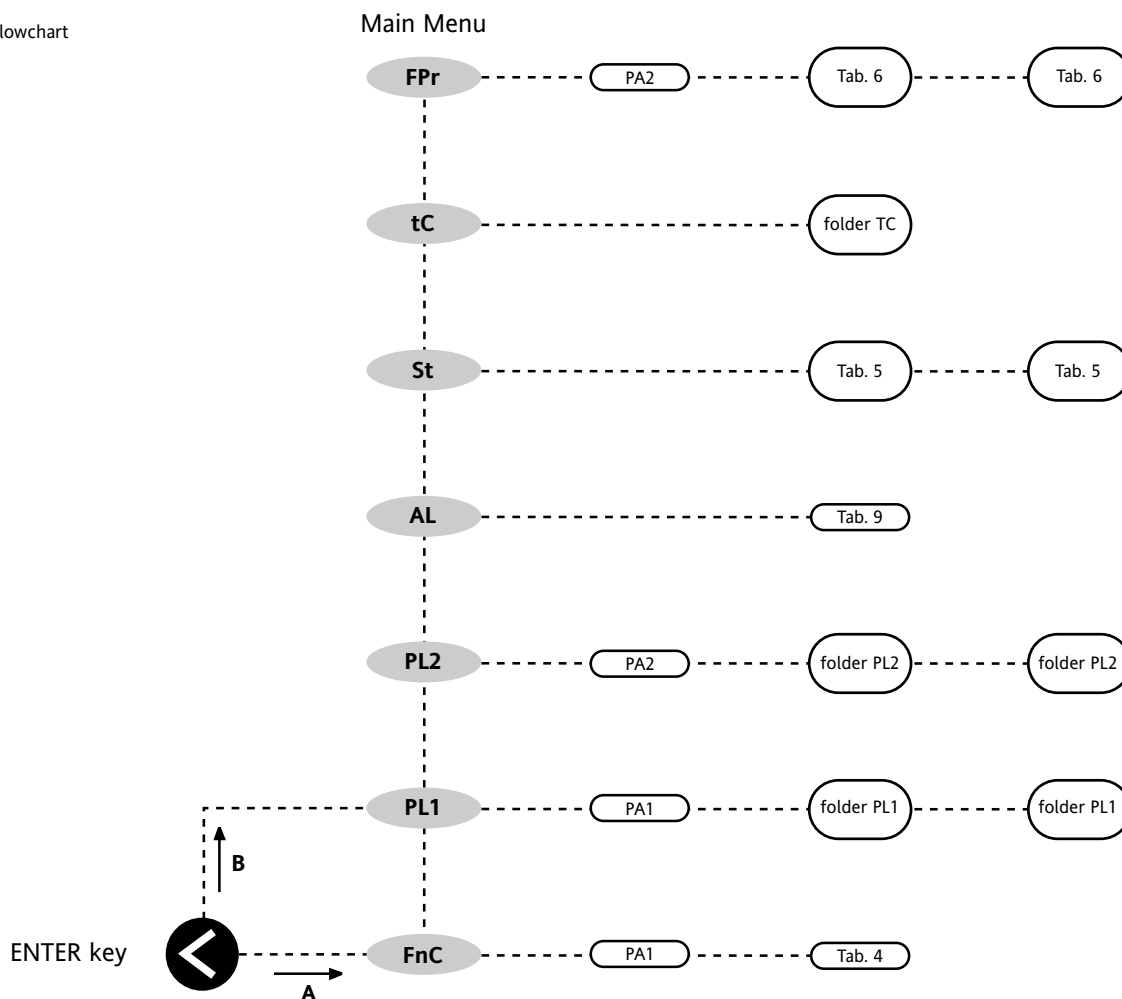 lowchart
Main Menu
FPr PA2 Tab. 6 Tab. 6
tC folder TC
St Tab. 5 Tab. 5
AL Tab. 9
PL2 PA2 folder PL2 folder PL2
PL1 PA1 folder PL1 folder PL1
B
ENTER key FnC PA1 Tab. 4
A